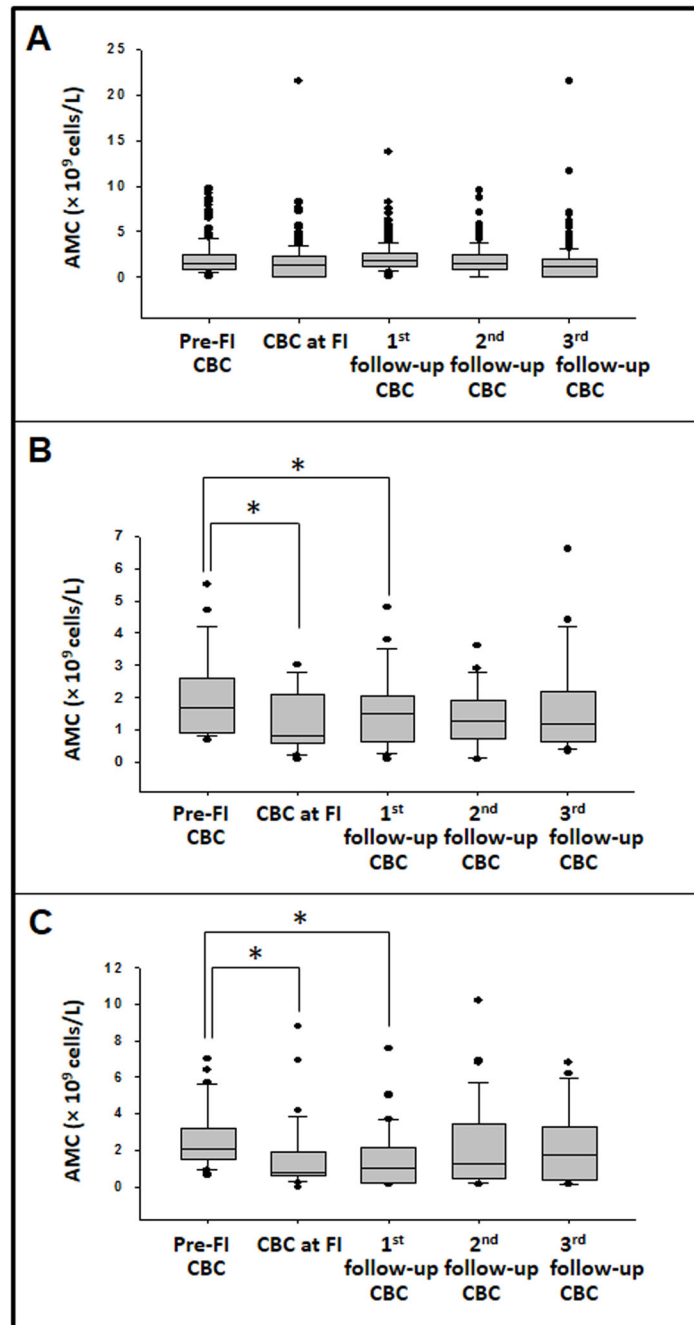 A
AMC (× 10⁹ cells/L)
25
20
15
10
5
0
Pre-FI CBC at FI 1st 2nd 3rd
CBC follow-up follow-up follow-up
CBC CBC CBC
B
*
*
AMC (× 10⁹ cells/L)
7
6
5
4
3
2
1
0
Pre-FI CBC at FI 1st 2nd 3rd
CBC follow-up follow-up follow-up
CBC CBC CBC
C
*
*
AMC (× 10⁹ cells/L)
12
10
8
6
4
2
0
Pre-FI CBC at FI 1st 2nd 3rd
CBC follow-up follow-up follow-up
CBC CBC CBC